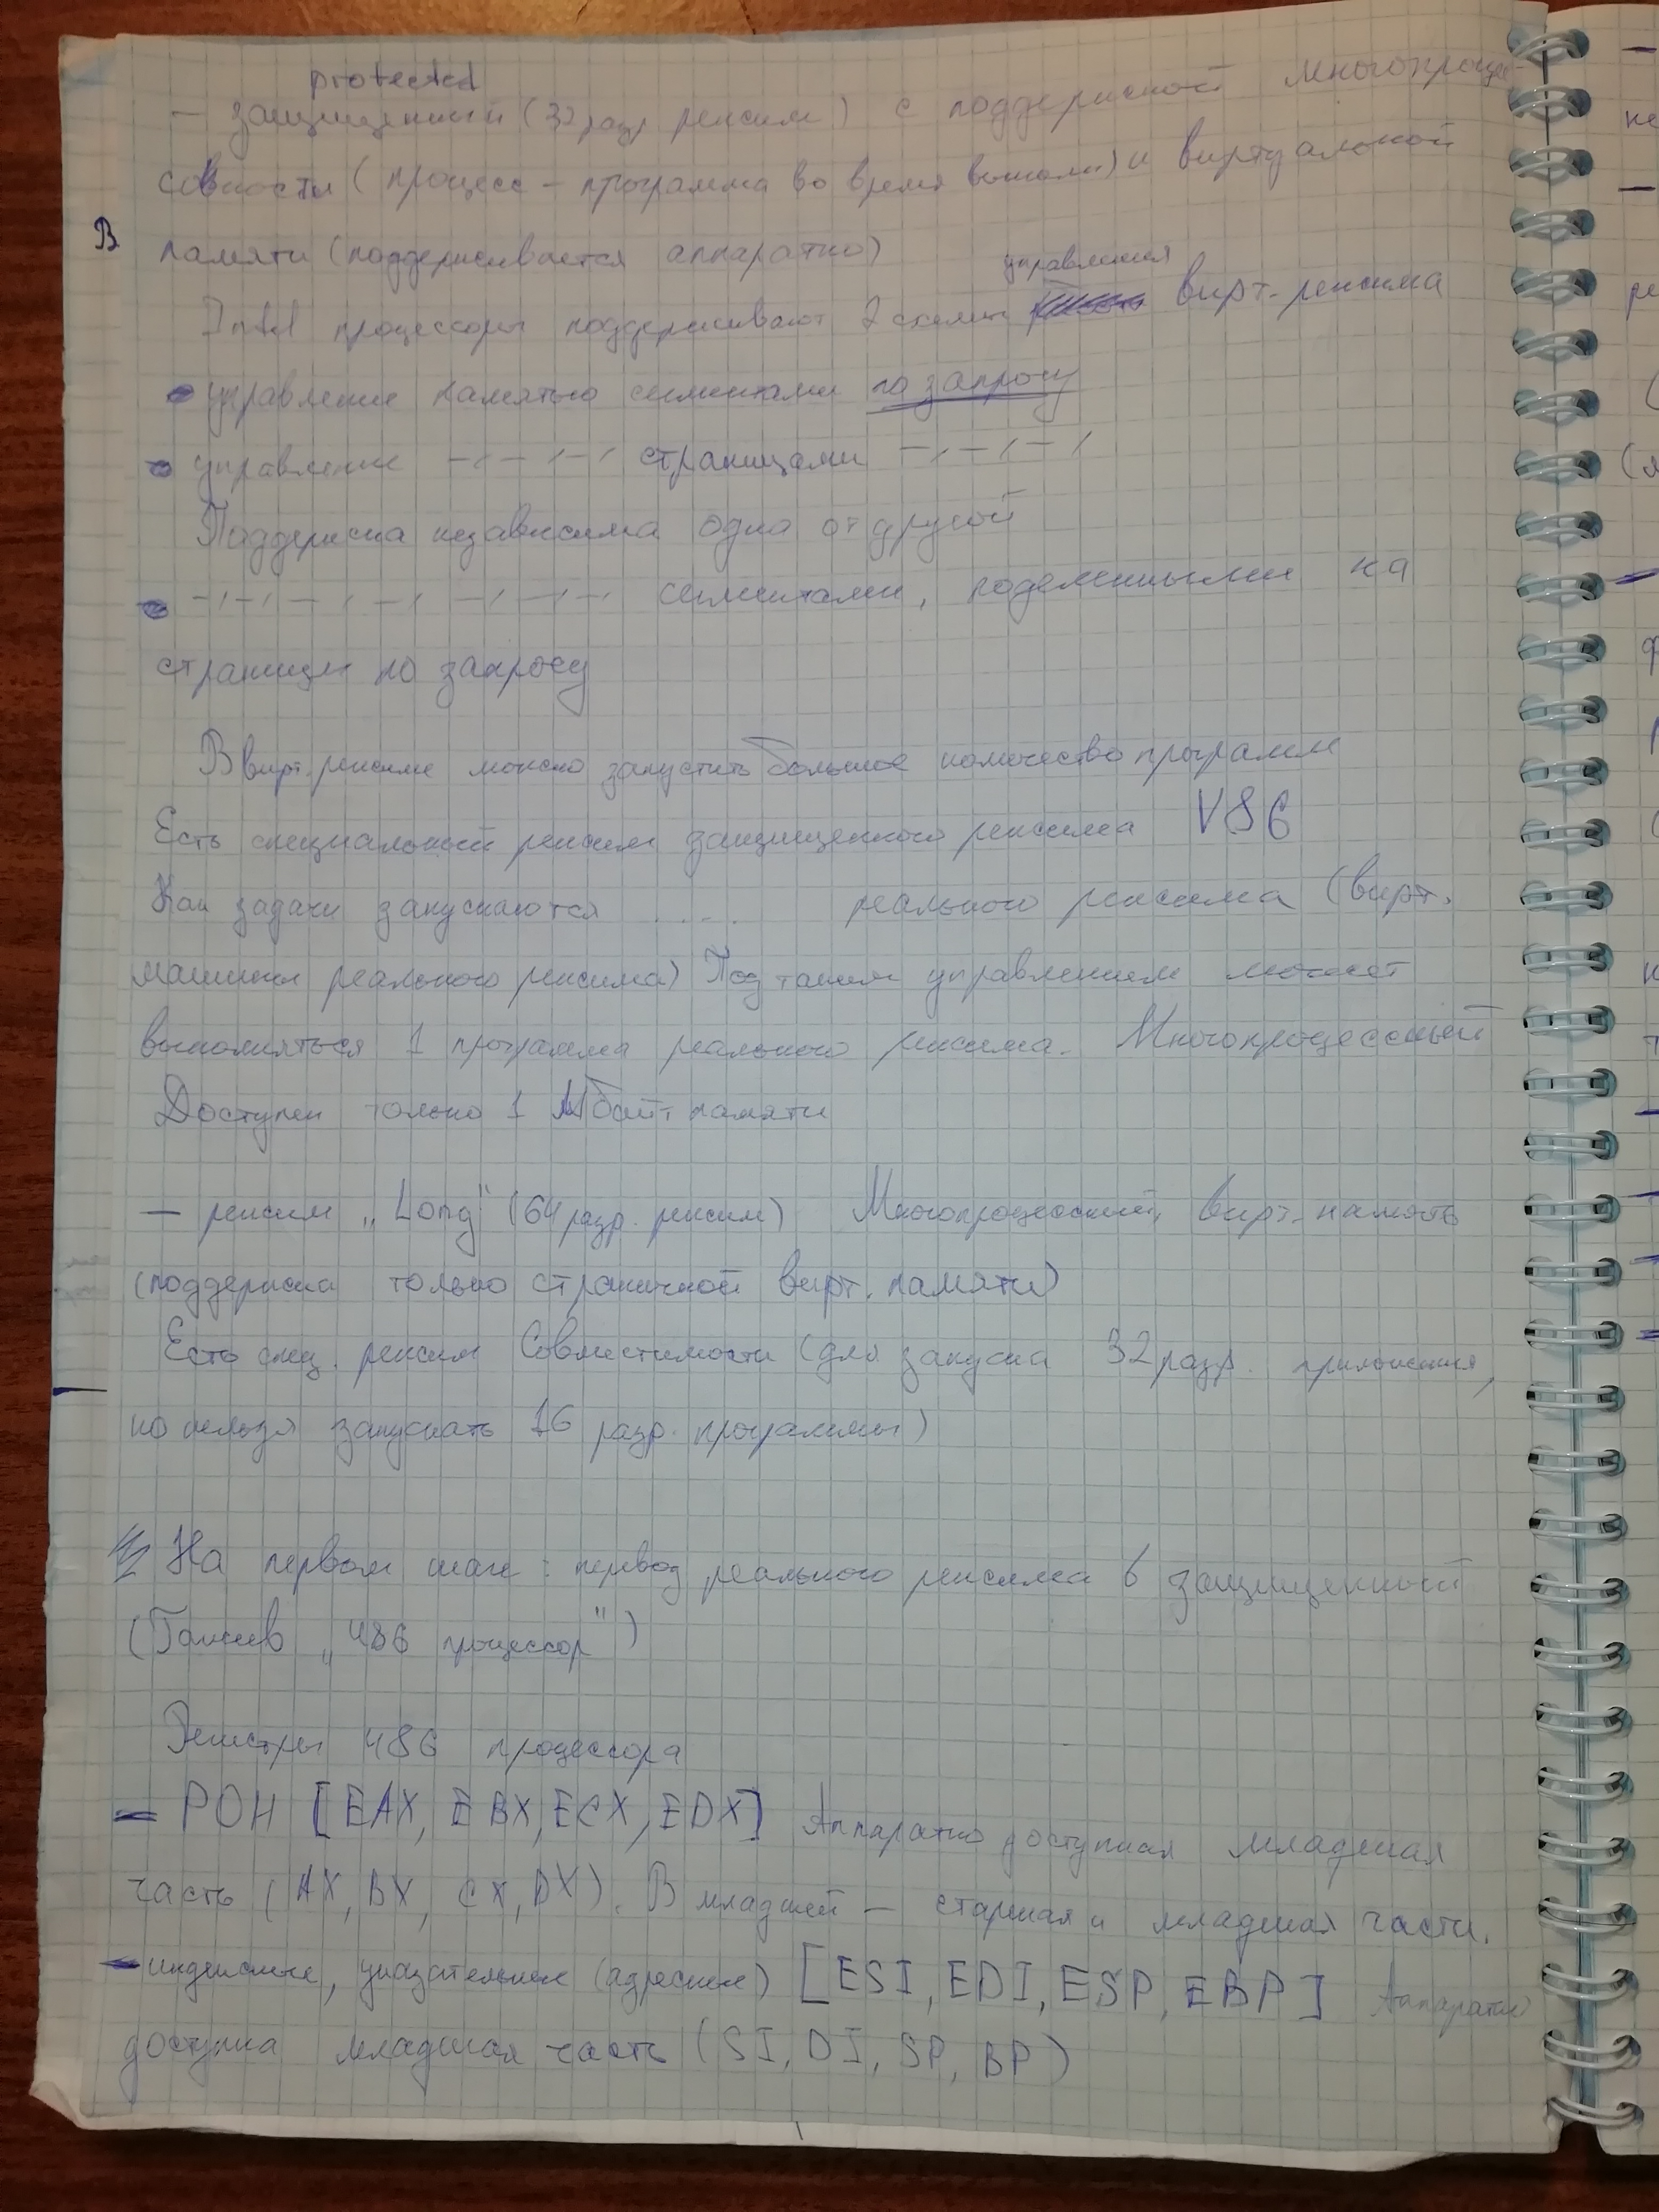 protected
— защищенный (32 разр режим) с поддержкой многопроцес-
совности (процесс – программа во время выполн) и виртуальной
В памяти (поддерживается аппаратно)
управления
Intel процессоры поддерживают 2 схемы вирт. режима
• управление памятью сегментами по запросу
• управление –ı–ı–ı страницами –ı–ı–ı
Поддержка независима одна от другой
• –ı–ı–ı–ı–ı–ı–ı сегментами, поделенными на
страницы по запросу
В вирт. режиме можно запустить большое количество программ
Есть специальный режим защищенного режима V86
Как задачи запускаются .... реального режима (вирт.
машины реального режима) Под таким управлением может
выполняться 1 программа реального режима. Многопроцессный
Доступен только 1 Мбайт памяти
— режим „Long" (64 разр. режим) Многопроцессный, вирт. память
(поддержка только страничной вирт. памяти)
Есть спец. режим Совместимости (для запуска 32 разр. приложения,
но нельзя запускать 16 разр. программы)
На первом шаге: перевод реального режима в защищенный
( „486 процессор")
Регистры 486 процессора
— РОН [EAX, EBX, ECX, EDX] Аппаратно доступная младшая
часть (AX, BX, CX, DX). В младшей – старшая и младшая части.
— индексные, указательные (адресные) [ESI, EDI, ESP, EBP] Аппаратно
доступна младшая часть (SI, DI, SP, BP)